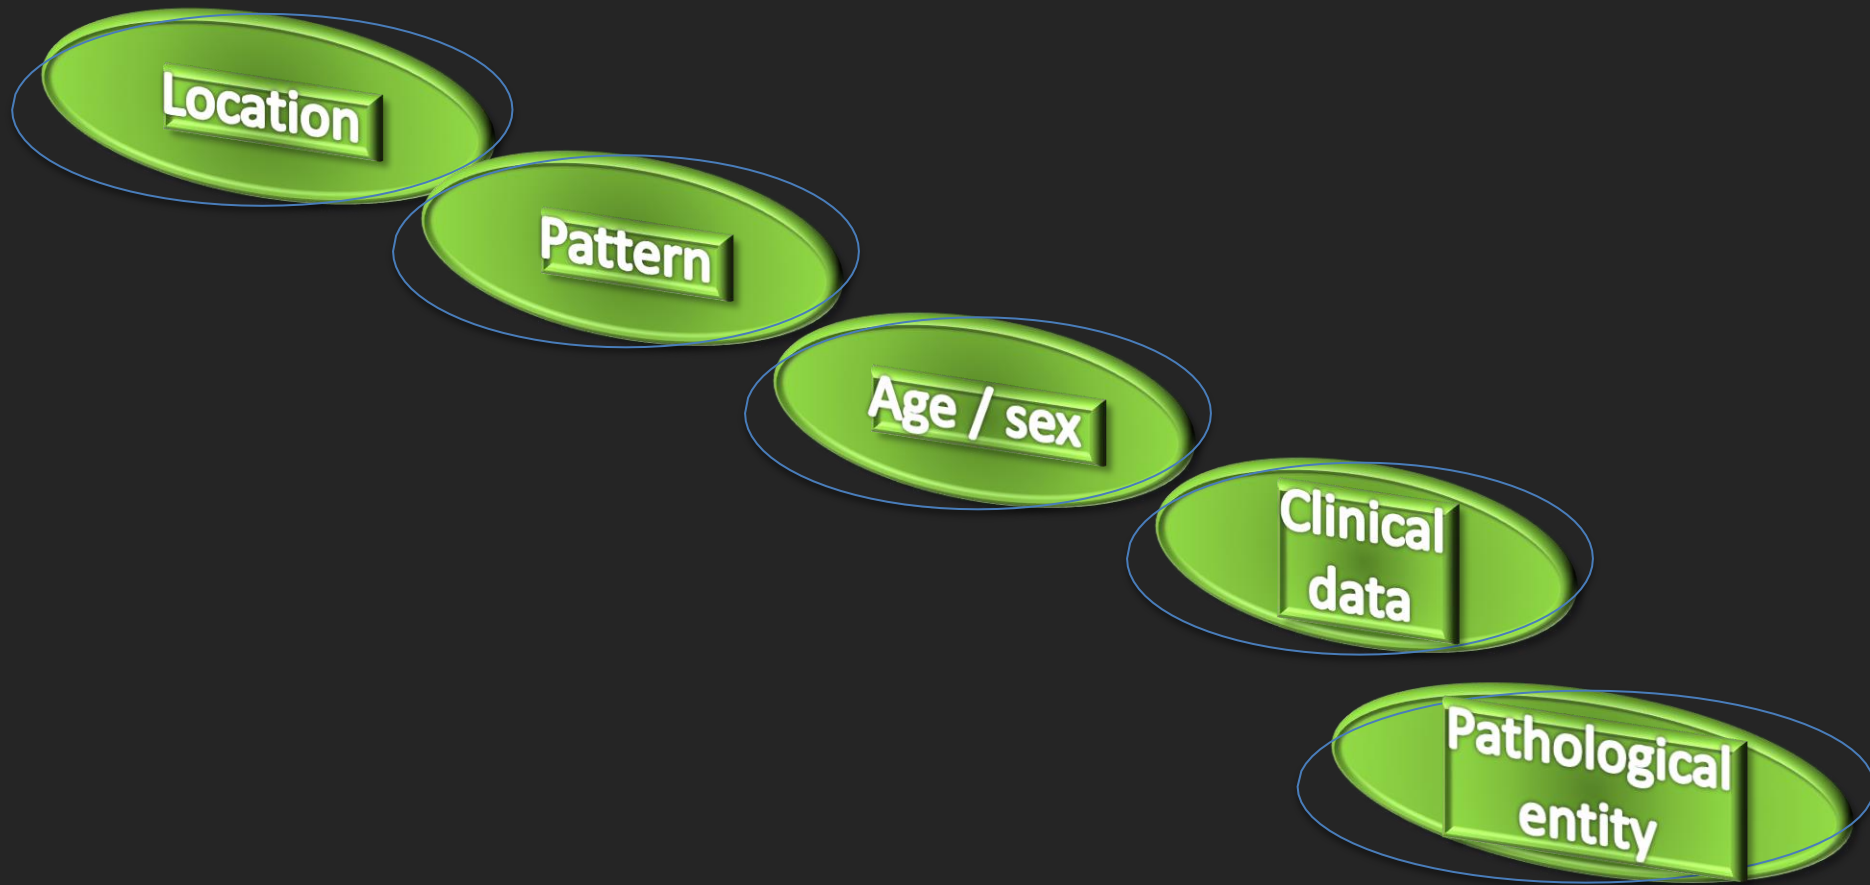 Location
Pattern
Age / sex
Clinical
data
Pathological
entity